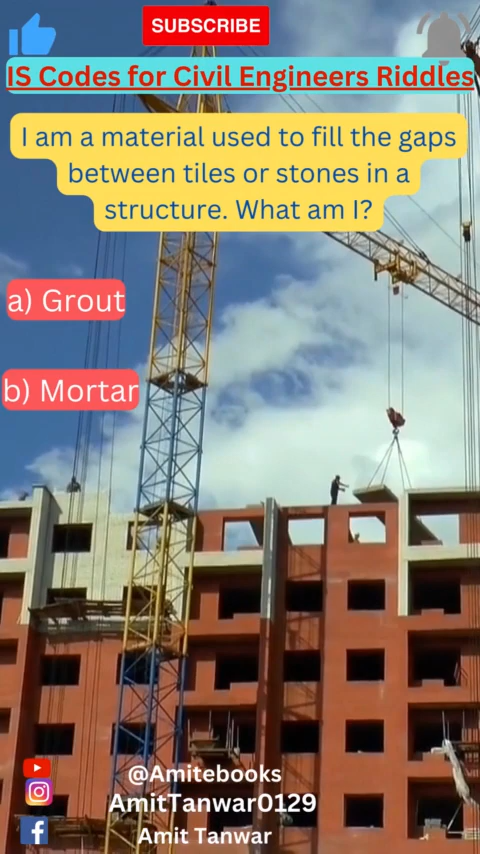 SUBSCRIBE
IS Codes for Civil Engineers Riddles
I am a material used to fill the gaps
between tiles or stones in a
structure. What am I?
a) Grout
b) Mortar
@Amitebooks
AmitTanwar0129
Amit Tanwar